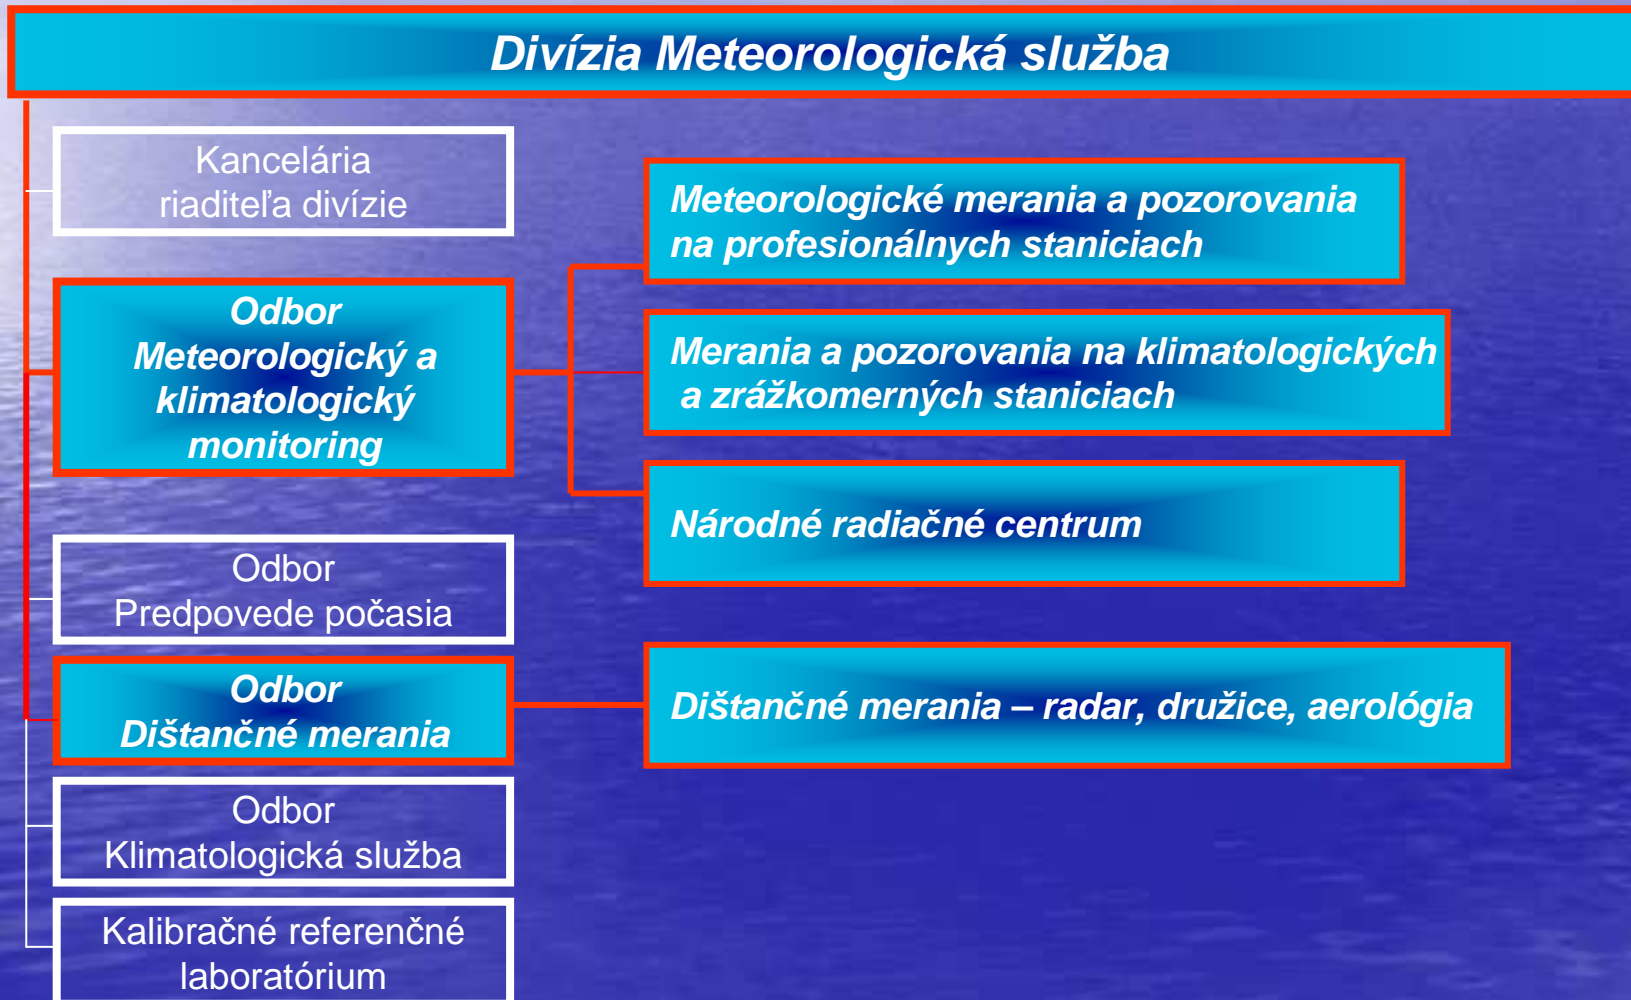 Divízia Meteorologická služba
Kancelária
riaditeľa divízie
Odbor
Meteorologický a
klimatologický
monitoring
Meteorologické merania a pozorovania
na profesionálnych staniciach
Merania a pozorovania na klimatologických
a zrážkomerných staniciach
Národné radiačné centrum
Odbor
Predpovede počasia
Odbor
Dištančné merania
Dištančné merania – radar, družice, aerológia
Odbor
Klimatologická služba
Kalibračné referenčné
laboratórium